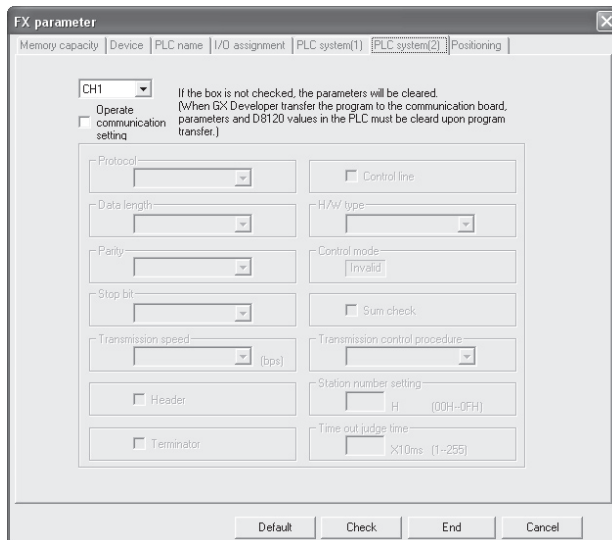 FX parameter
Memory capacity Device PLC name I/O assignment PLC system(1) PLC system(2) Positioning
CH1
If the box is not checked, the parameters will be cleared.
(When GX Developer transfer the program to the communication board,
parameters and D8120 values in the PLC must be cleard upon program
transfer.)
Operate
communication
setting
Protocol
Control line
Data length
H/W type
Parity
Control mode
Invalid
Stop bit
Sum check
Transmission speed
(bps)
Transmission control procedure
Header
Station number setting
H (00H--0FH)
Terminator
Time out judge time
X10ms (1--255)
Default Check End Cancel